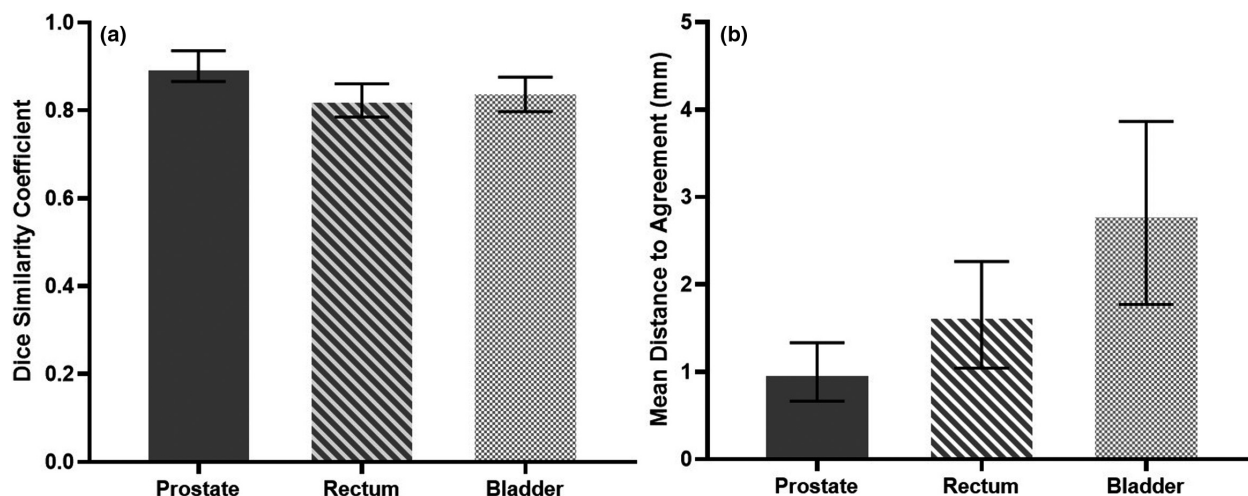 (a)
Dice Similarity Coefficient
1.0
0.8
0.6
0.4
0.2
0.0
Prostate Rectum Bladder
(b)
Mean Distance to Agreement (mm)
5
4
3
2
1
0
Prostate Rectum Bladder